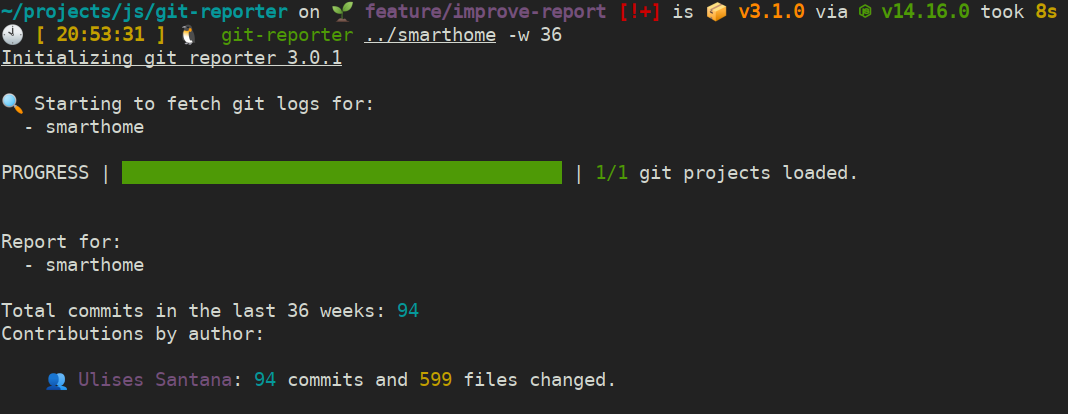 ~/projects/js/git-reporter on 🌱 feature/improve-report [!+] is 📦 v3.1.0 via ⬢ v14.16.0 took 8s
🕙 [ 20:53:31 ] 🐧 git-reporter ../smarthome -w 36
Initializing git reporter 3.0.1
🔍 Starting to fetch git logs for:
- smarthome
PROGRESS | | 1/1 git projects loaded.
Report for:
- smarthome
Total commits in the last 36 weeks: 94
Contributions by author:
👥 Ulises Santana: 94 commits and 599 files changed.